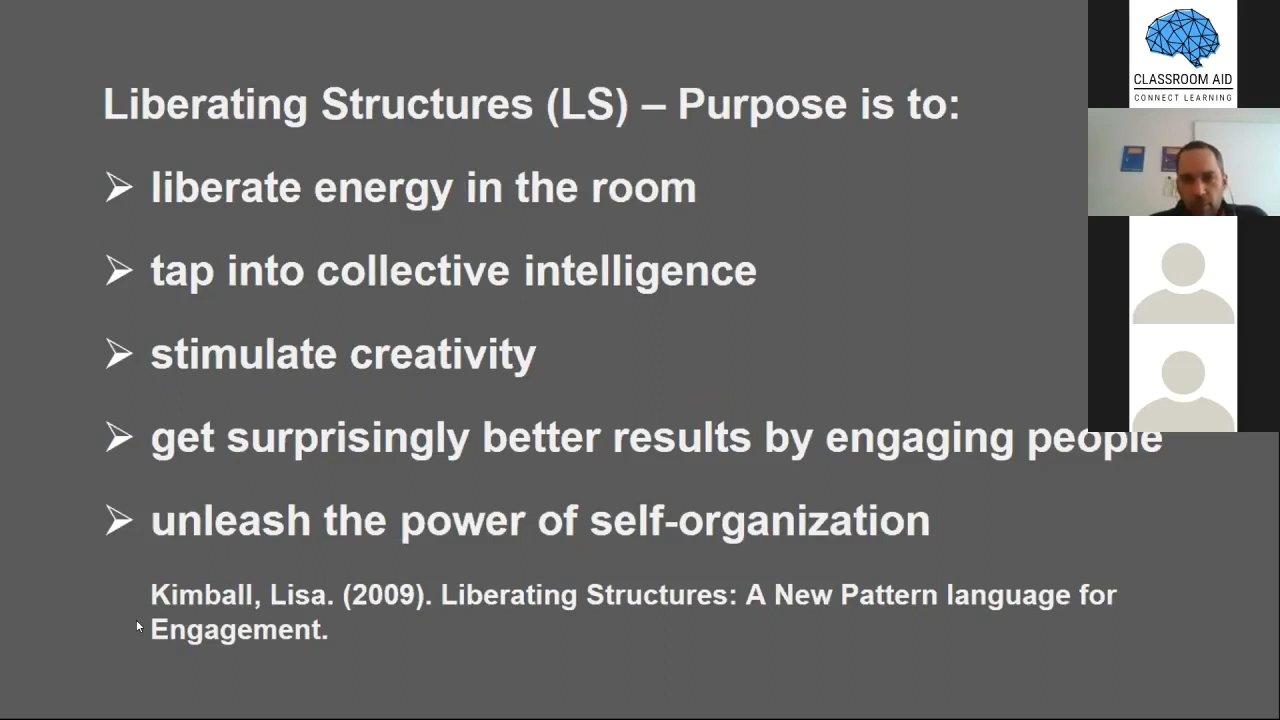 Liberating Structures (LS) – Purpose is to:
liberate energy in the room
tap into collective intelligence
stimulate creativity
get surprisingly better results by engaging people
unleash the power of self-organization
Kimball, Lisa. (2009). Liberating Structures: A New Pattern language for
Engagement.
CLASSROOM AID
CONNECT LEARNING